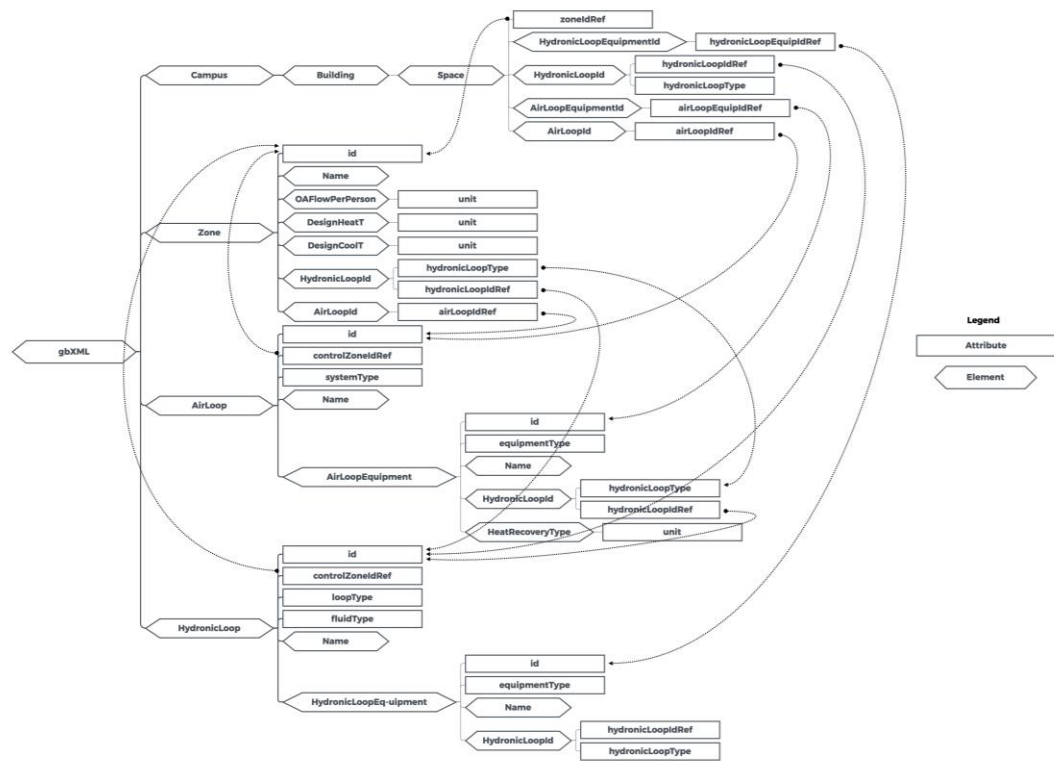 zoneIdRef
HydronicLoopEquipmentId
hydronicLoopEquipIdRef
Campus
Building
Space
HydronicLoopId
hydronicLoopIdRef
hydronicLoopType
AirLoopEquipmentId
airLoopEquipIdRef
AirLoopId
airLoopIdRef
id
Name
OAFlowPerPerson
unit
Zone
DesignHeatT
unit
DesignCoolT
unit
HydronicLoopId
hydronicLoopType
hydronicLoopIdRef
AirLoopId
airLoopIdRef
Legend
Attribute
Element
gbXML
id
controlZoneIdRef
systemType
AirLoop
Name
AirLoopEquipment
id
equipmentType
Name
HydronicLoopId
hydronicLoopType
hydronicLoopIdRef
HeatRecoveryType
unit
id
controlZoneIdRef
loopType
HydronicLoop
fluidType
Name
HydronicLoopEq-uipment
id
equipmentType
Name
HydronicLoopId
hydronicLoopIdRef
hydronicLoopType